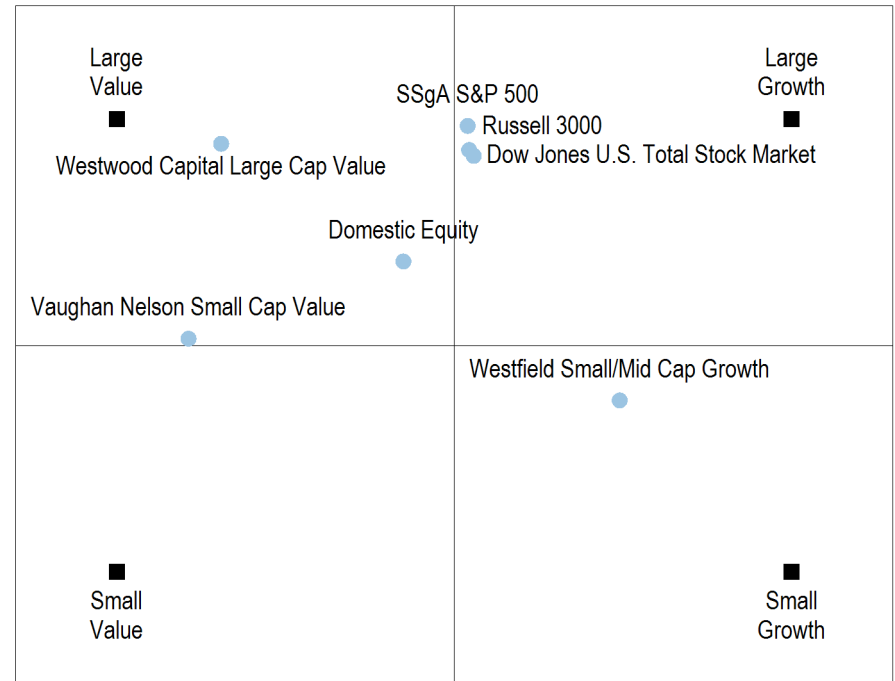 Large
Value
Large
Growth
SSgA S&P 500
Russell 3000
Dow Jones U.S. Total Stock Market
Westwood Capital Large Cap Value
Domestic Equity
Vaughan Nelson Small Cap Value
Westfield Small/Mid Cap Growth
Small
Value
Small
Growth